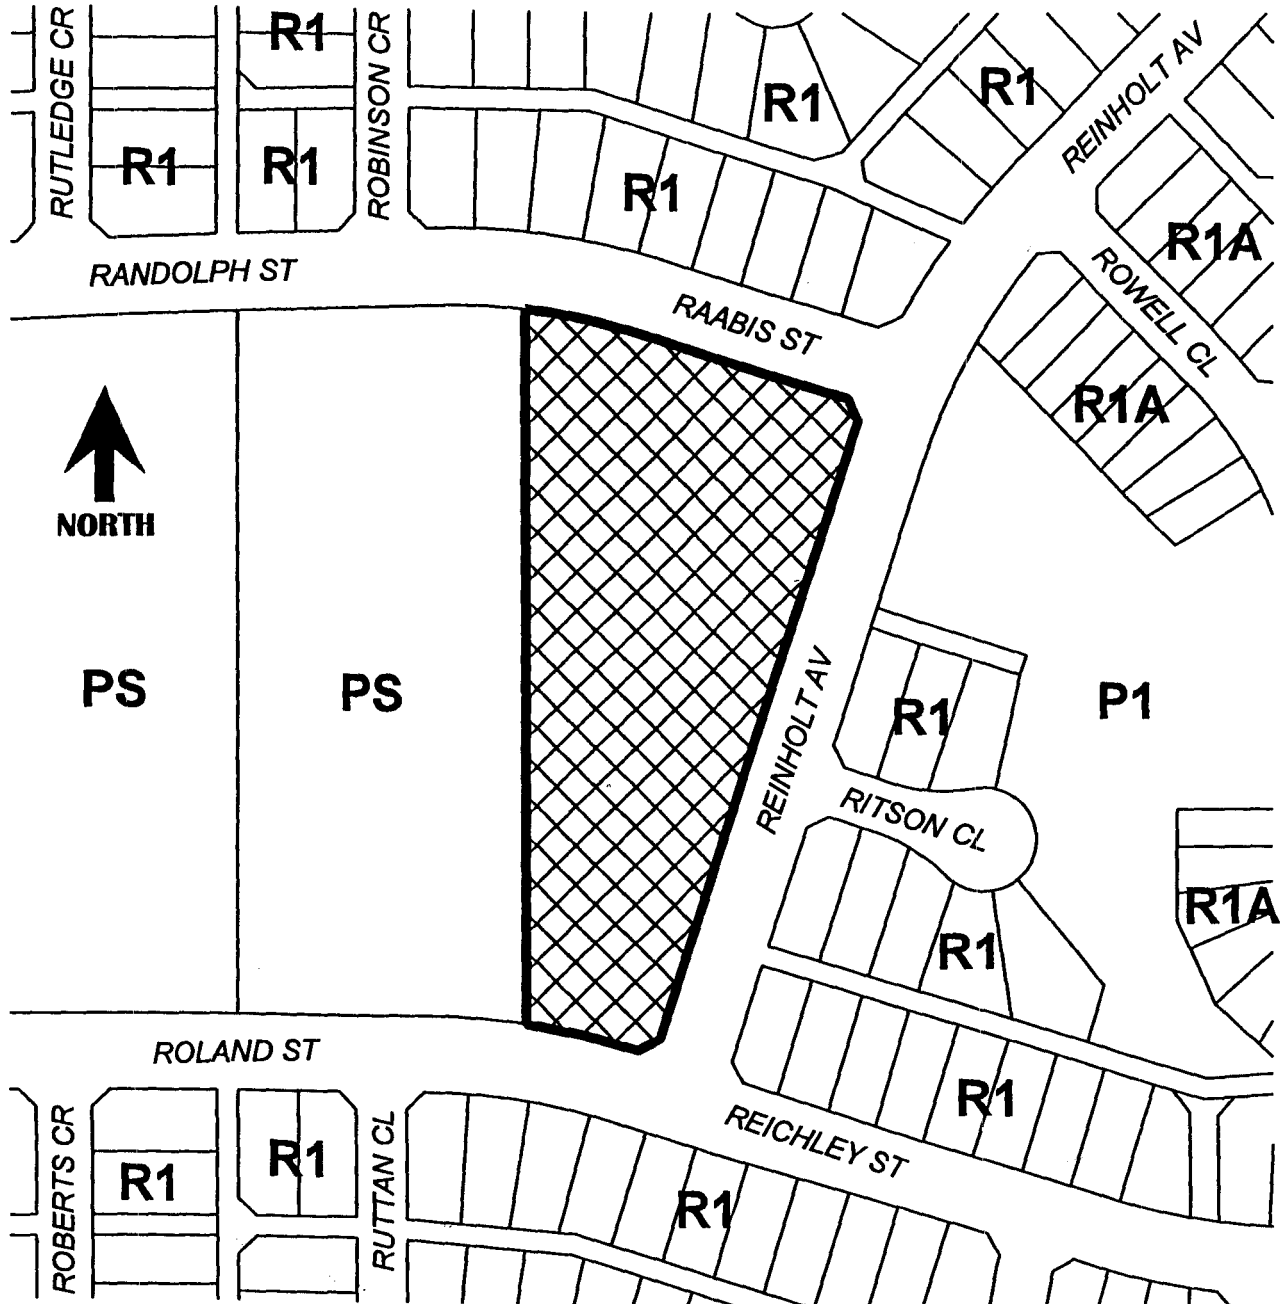 R1
R1
R1
RUTLEDGE CR
ROBINSON CR
REINHOLT AV
R1
R1
R1
R1A
RANDOLPH ST
ROWELL CL
RAABIS ST
R1A
NORTH
PS
PS
R1
P1
REINHOLT AV
RITSON CL
R1A
R1
ROLAND ST
R1
REICHLEY ST
R1
R1
R1
ROBERTS CR
RUTTAN CL